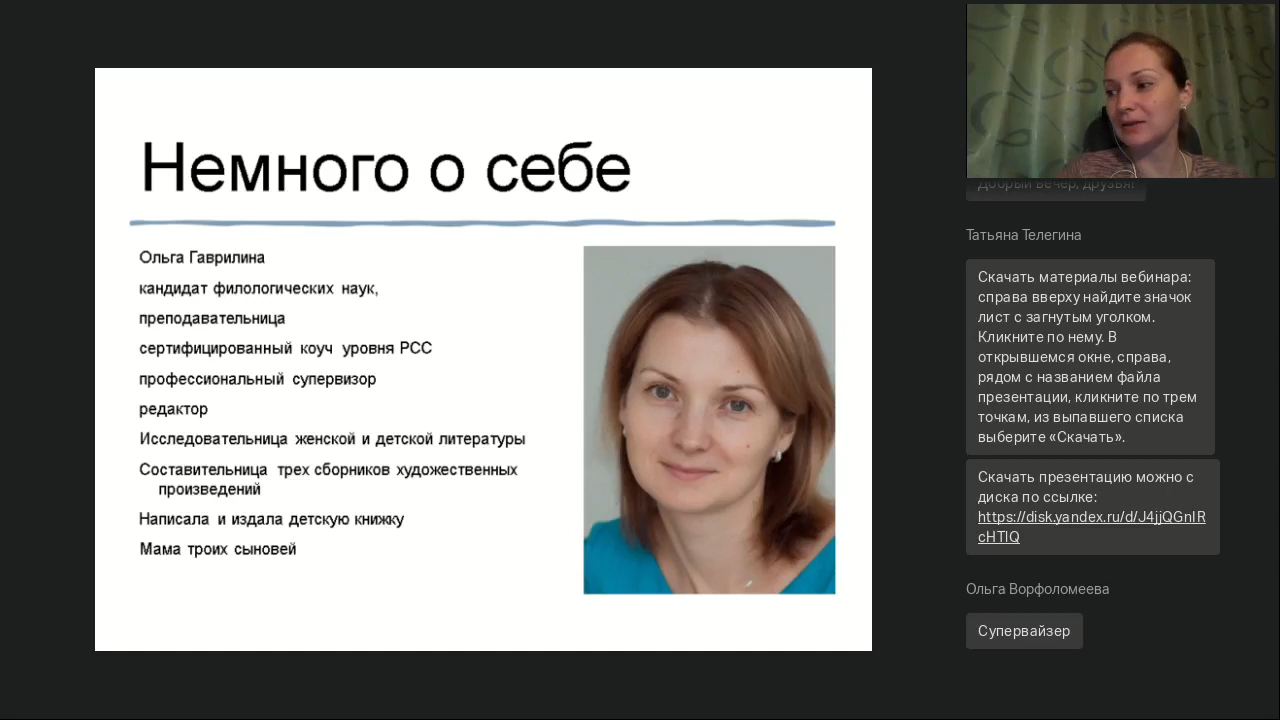 Немного о себе
Ольга Гаврилина
кандидат филологических наук,
преподавательница
сертифицированный коуч уровня РСС
профессиональный супервизор
редактор
Исследовательница женской и детской литературы
Составительница трех сборников художественных
произведений
Написала и издала детскую книжку
Мама троих сыновей
Добрый вечер, друзья!
Татьяна Телегина
Скачать материалы вебинара:
справа вверху найдите значок
лист с загнутым уголком.
Кликните по нему. В
открывшемся окне, справа,
рядом с названием файла
презентации, кликните по трем
точкам, из выпавшего списка
выберите «Скачать».
Скачать презентацию можно с
диска по ссылке:
https://disk.yandex.ru/d/J4jjQGnIR
cHTlQ
Ольга Ворфоломеева
Супервайзер